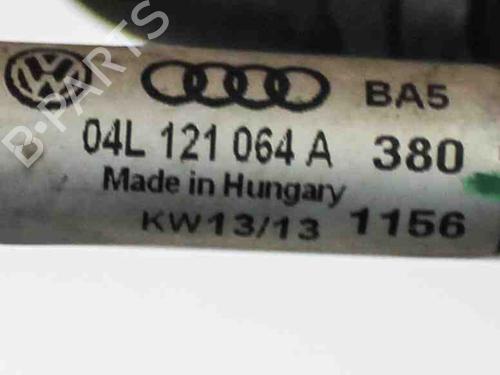 BA5
04L 121 064 A 380
Made in Hungary
KW13/13 1156
B-PARTS